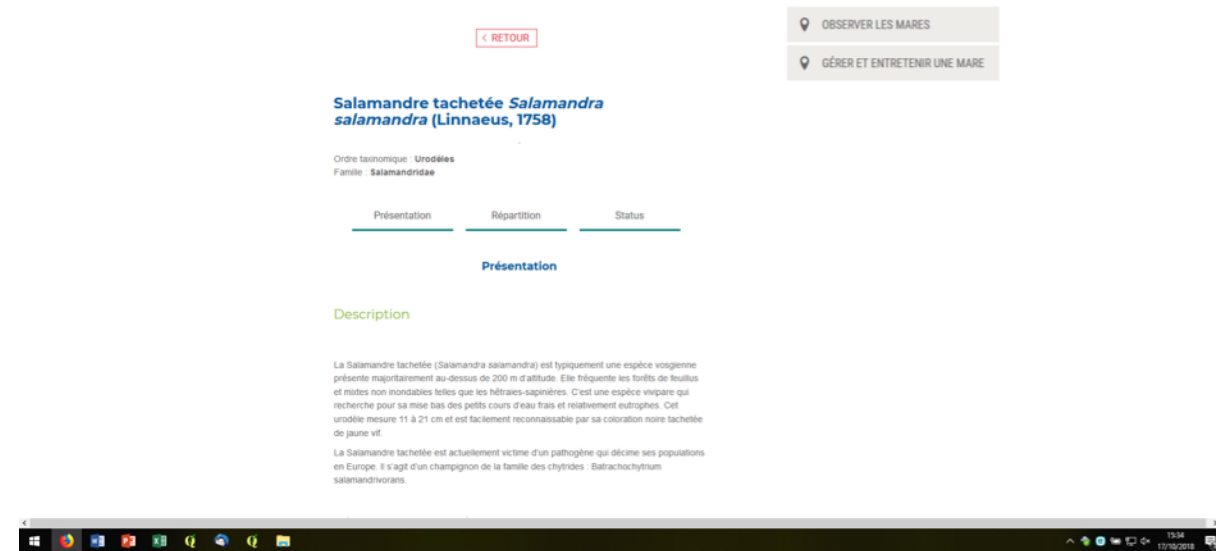 < RETOUR
OBSERVER LES MARES
GÉRER ET ENTRETENIR UNE MARE
Salamandre tachetée Salamandra
salamandra (Linnaeus, 1758)
Ordre taxinomique : Urodèles
Famille : Salamandridae
Présentation Répartition Status
Présentation
Description
La Salamandre tachetée (Salamandra salamandra) est typiquement une espèce vosgienne
présente majoritairement au-dessus de 200 m d'altitude. Elle fréquente les forêts de feuillus
et mixtes non inondables telles que les hêtraies-sapinières. C'est une espèce vivipare qui
recherche pour sa mise bas des petits cours d'eau frais et relativement eutrophes. Cet
urodèle mesure 11 à 21 cm et est facilement reconnaissable par sa coloration noire tachetée
de jaune vif.
La Salamandre tachetée est actuellement victime d'un pathogène qui décime ses populations
en Europe. Il s'agit d'un champignon de la famille des chytrides : Batrachochytrium
salamandrivorans.
15:34
17/10/2018